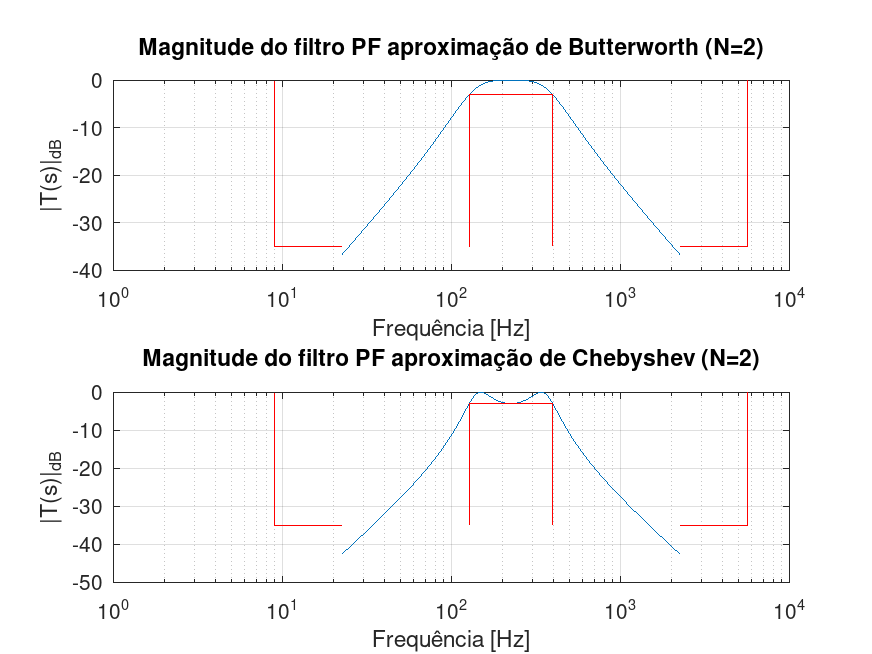 Magnitude do filtro PF aproximação de Butterworth (N=2)
0
-10
-20
-30
-40
|T(s)|dB
10^0 10^1 10^2 10^3 10^4
Frequência [Hz]
Magnitude do filtro PF aproximação de Chebyshev (N=2)
0
-10
-20
-30
-40
-50
|T(s)|dB
10^0 10^1 10^2 10^3 10^4
Frequência [Hz]